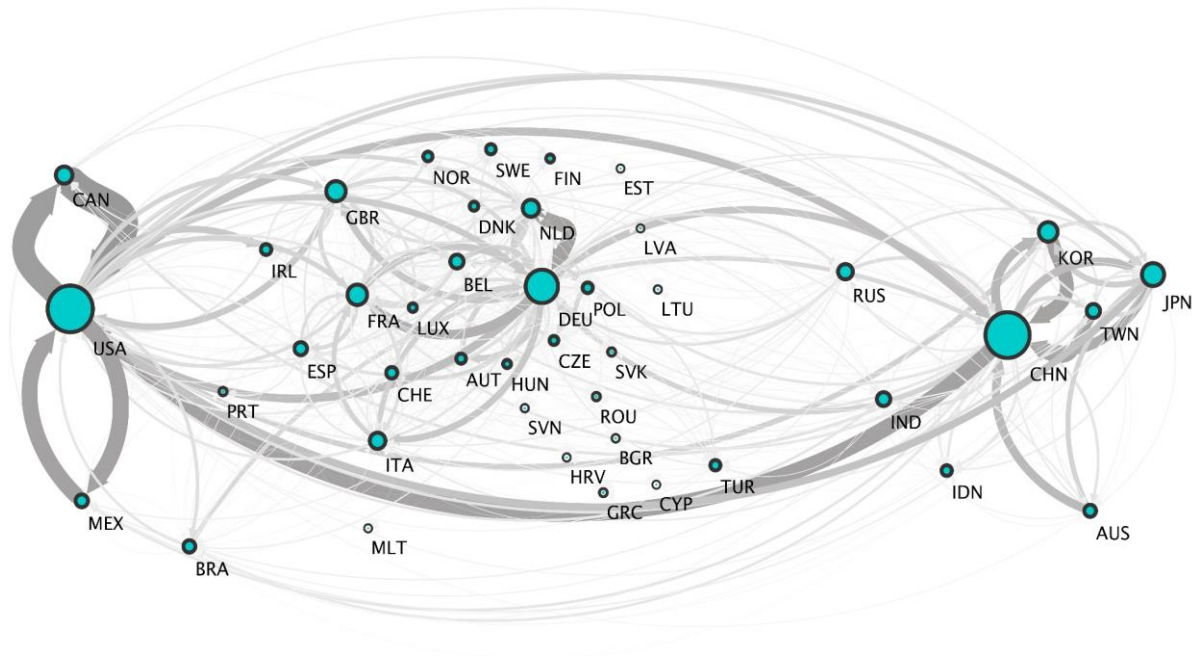 CAN
NOR
SWE
FIN
EST
GBR
DNK
NLD
LVA
KOR
IRL
BEL
RUS
JPN
USA
FRA
LUX
DEU
POL
LTU
TWN
ESP
CHE
AUT
HUN
CZE
SVK
CHN
PRT
SVN
ROU
IND
ITA
HRV
BGR
TUR
IDN
MEX
GRC
CYP
AUS
MLT
BRA